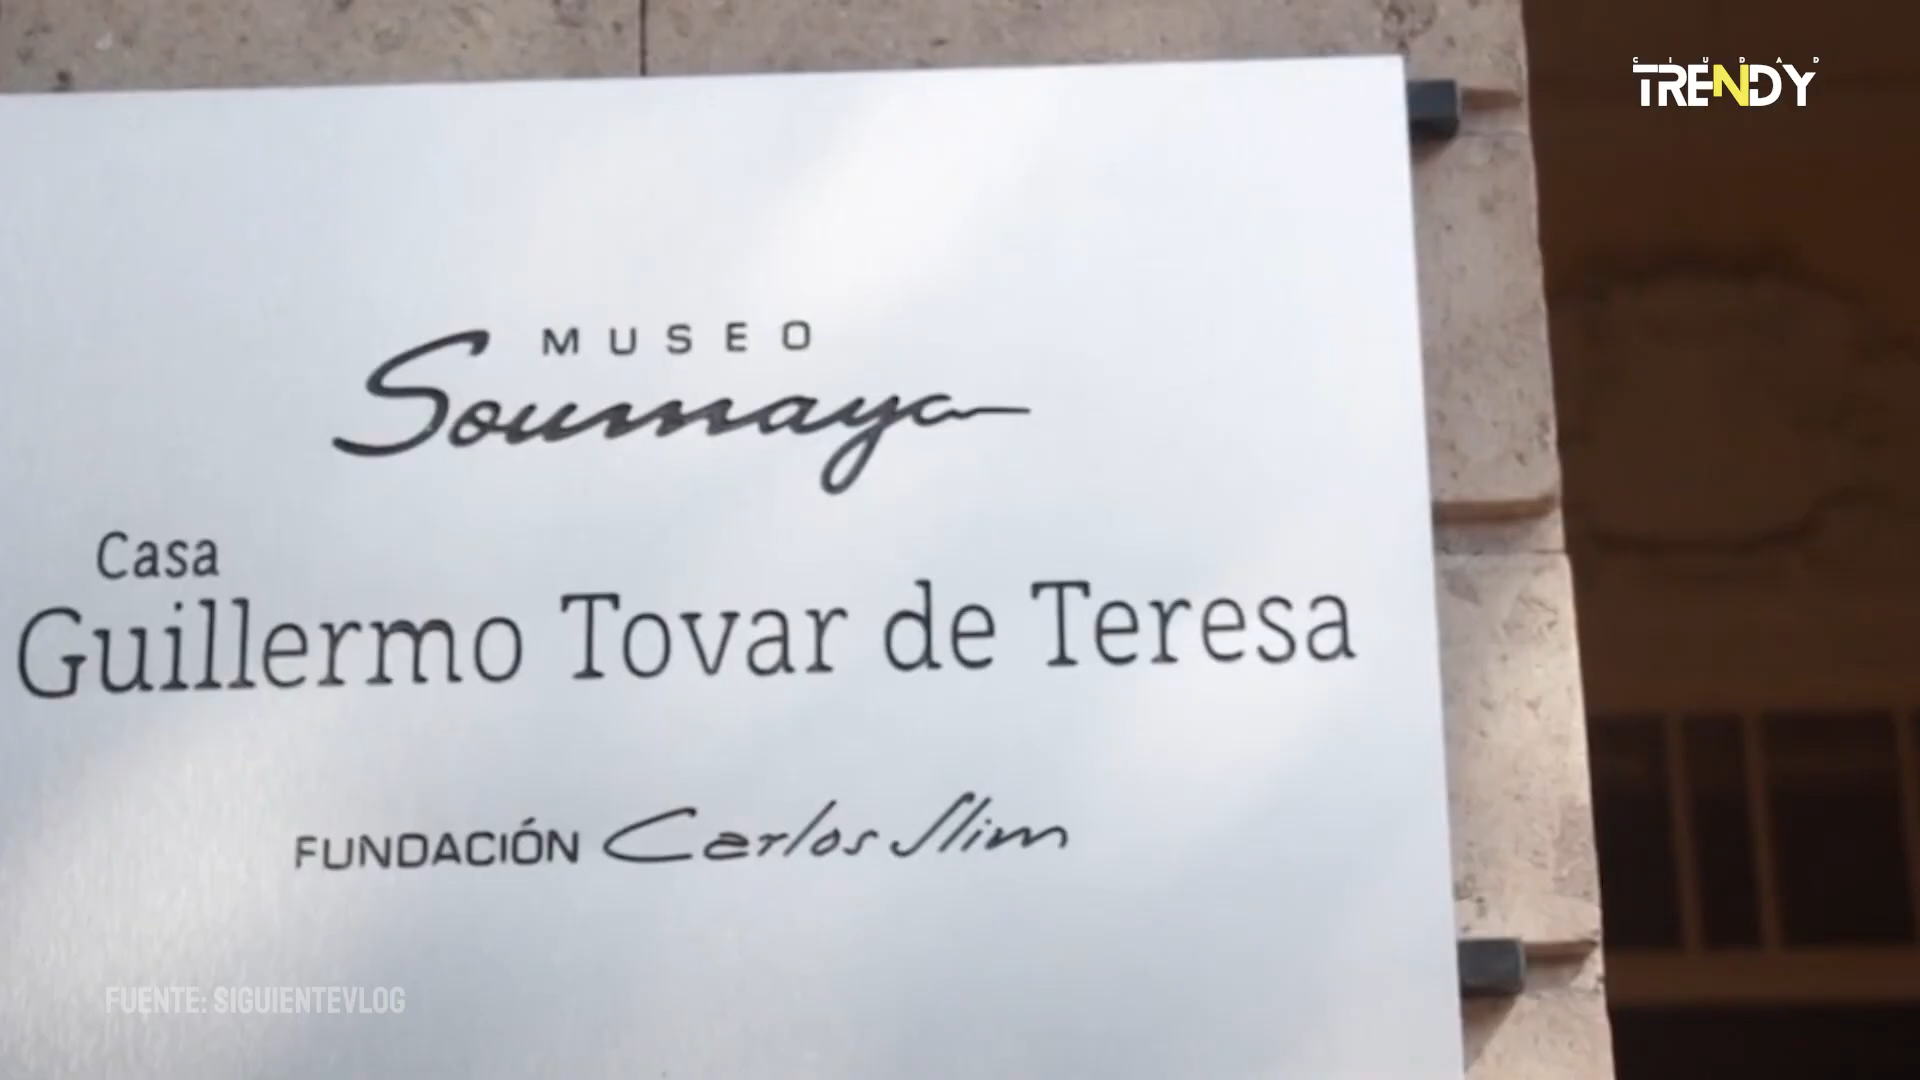 CIUDAD
TRENDY
MUSEO
Soumaya
Casa
Guillermo Tovar de Teresa
FUNDACIÓN Carlos Slim
FUENTE: SIGUIENTEVLOG